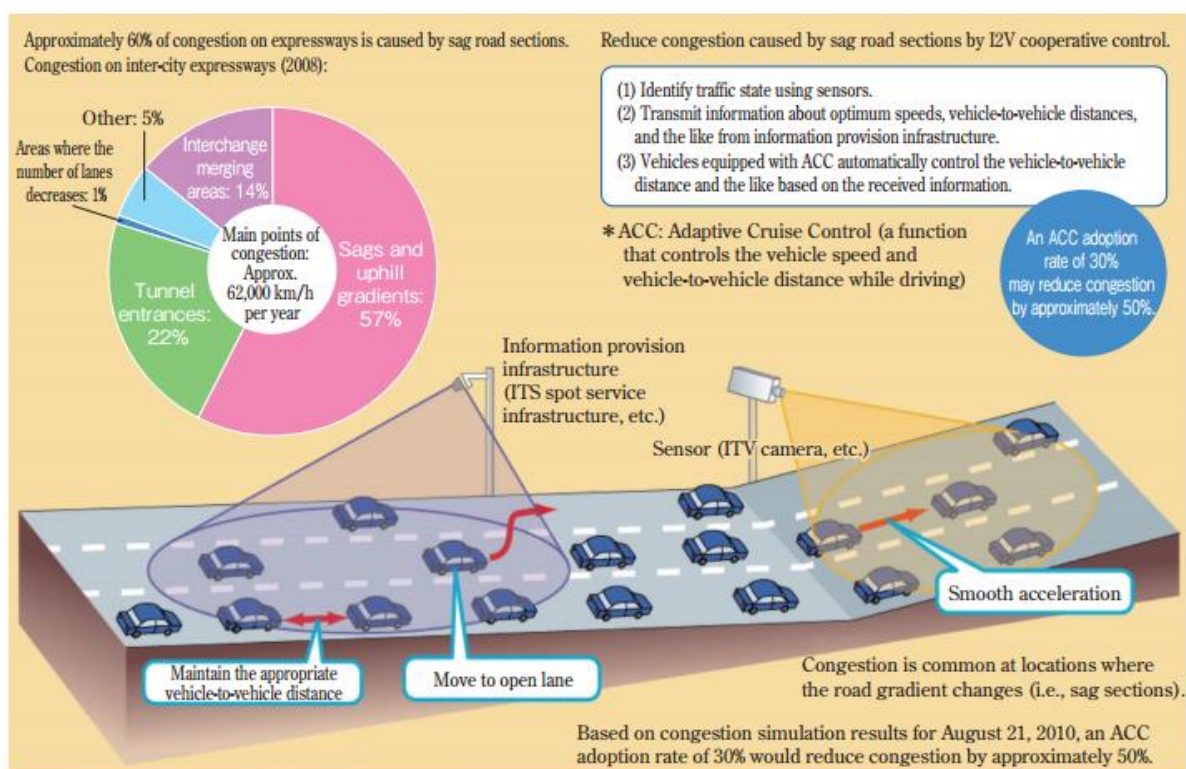 Approximately 60% of congestion on expressways is caused by sag road sections.
Congestion on inter-city expressways (2008):
Other: 5%
Areas where the
number of lanes
decreases: 1%
Interchange
merging
areas: 14%
Main points of
congestion:
Approx.
62,000 km/h
per year
Sags and
uphill
gradients:
57%
Tunnel
entrances:
22%
Reduce congestion caused by sag road sections by I2V cooperative control.
(1) Identify traffic state using sensors.
(2) Transmit information about optimum speeds, vehicle-to-vehicle distances,
and the like from information provision infrastructure.
(3) Vehicles equipped with ACC automatically control the vehicle-to-vehicle
distance and the like based on the received information.
*ACC: Adaptive Cruise Control (a function
that controls the vehicle speed and
vehicle-to-vehicle distance while driving)
An ACC adoption
rate of 30%
may reduce congestion
by approximately 50%.
Information provision
infrastructure
(ITS spot service
infrastructure, etc.)
Sensor (ITV camera, etc.)
Smooth acceleration
Maintain the appropriate
vehicle-to-vehicle distance
Move to open lane
Congestion is common at locations where
the road gradient changes (i.e., sag sections).
Based on congestion simulation results for August 21, 2010, an ACC
adoption rate of 30% would reduce congestion by approximately 50%.